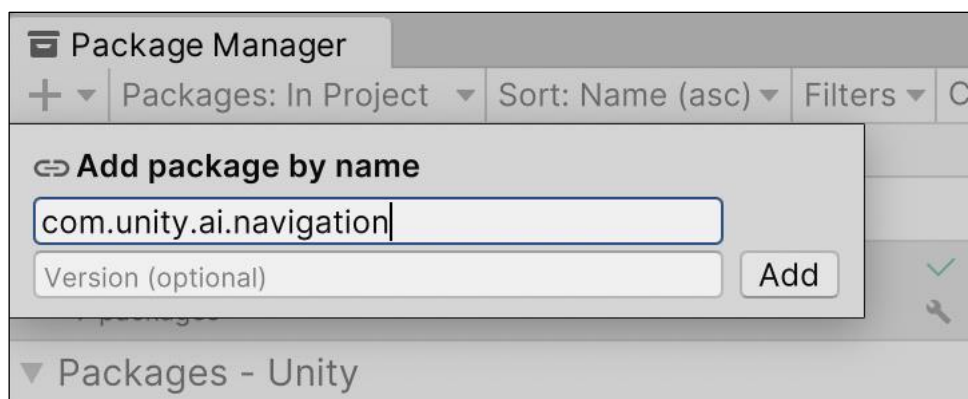 Package Manager
Packages: In Project Sort: Name (asc) Filters
Add package by name
com.unity.ai.navigation
Version (optional)
Add
packages
Packages - Unity